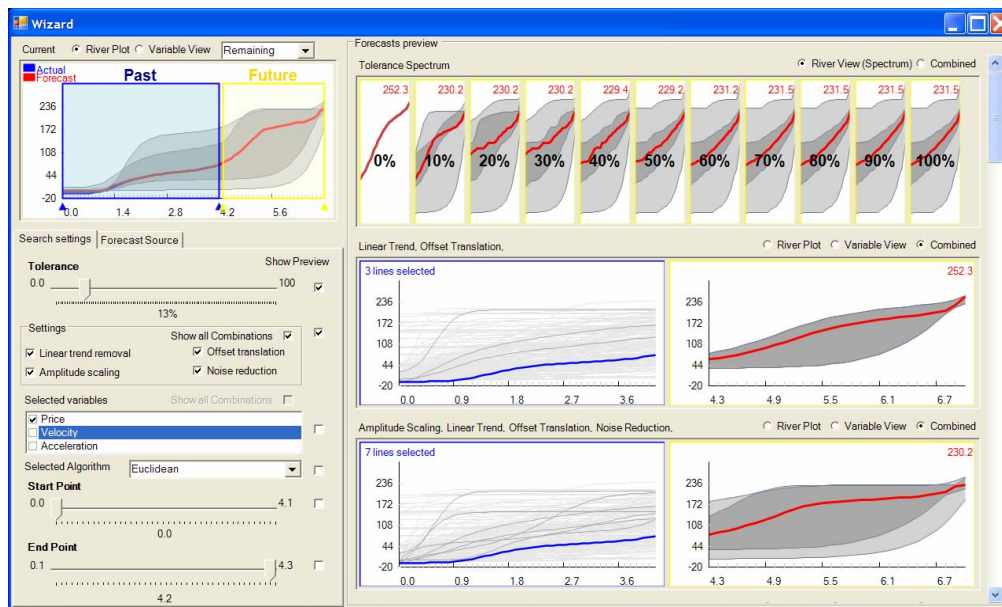 Wizard
Current River Plot Variable View Remaining
Actual
Forecast
Past Future
236
172
108
44
-20
0.0 1.4 2.8 4.2 5.6
Search settings Forecast Source
Show Preview
Tolerance
0.0 100
13%
Settings
Show all Combinations
Linear trend removal Offset translation
Amplitude scaling Noise reduction
Selected variables Show all Combinations
Price
Velocity
Acceleration
Selected Algorithm Euclidean
Start Point
0.0 4.1
0.0
End Point
0.1 4.3
4.2
Forecasts preview
Tolerance Spectrum River View (Spectrum) Combined
252.3 230.2 230.2 230.2 229.4 229.2 231.2 231.5 231.5 231.5 231.5
0% 10% 20% 30% 40% 50% 60% 70% 80% 90% 100%
Linear Trend, Offset Translation, River Plot Variable View Combined
3 lines selected 252.3
236 236
172 172
108 108
44 44
-20 -20
0.0 0.9 1.8 2.7 3.6 4.3 4.9 5.5 6.1 6.7
Amplitude Scaling, Linear Trend, Offset Translation, Noise Reduction, River Plot Variable View Combined
7 lines selected 230.2
236 236
172 172
108 108
44 44
-20 -20
0.0 0.9 1.8 2.7 3.6 4.3 4.9 5.5 6.1 6.7